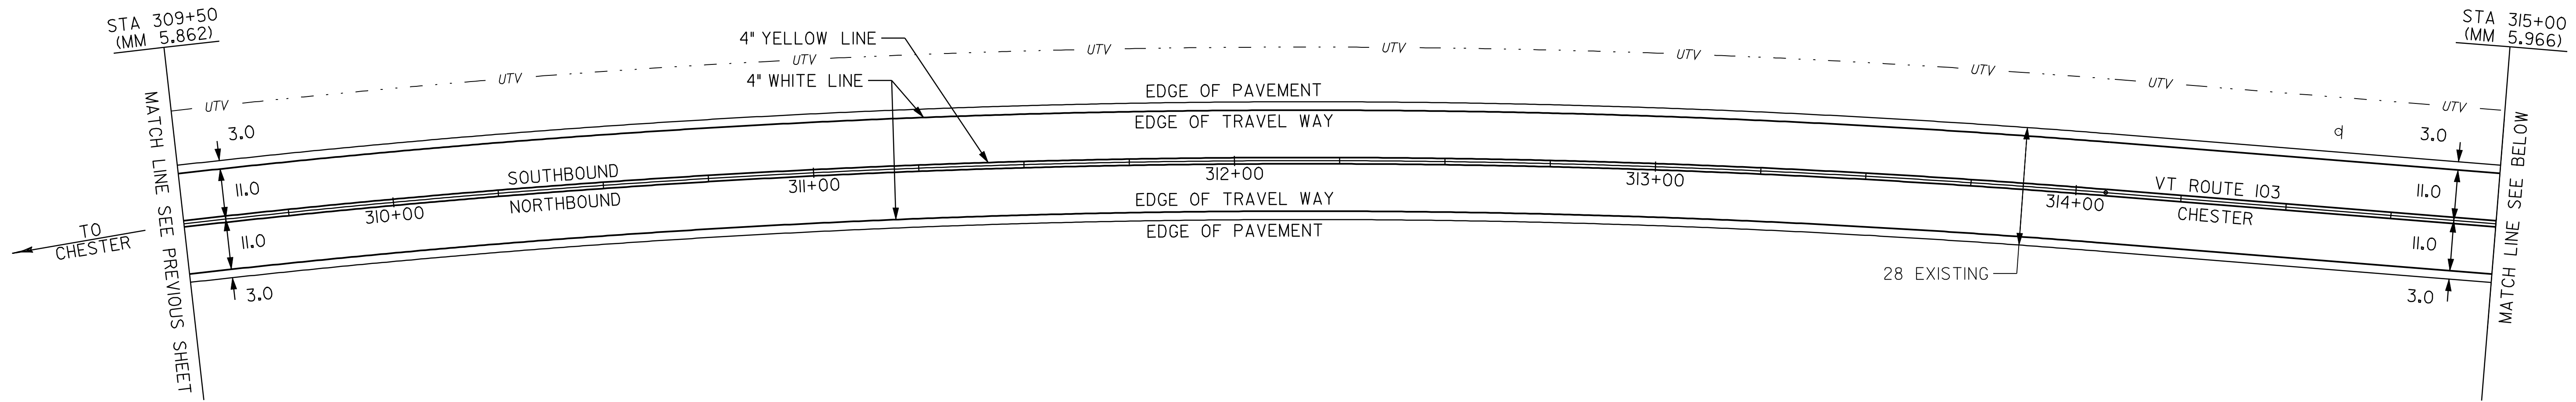 STA 309+50
(MM 5.862)
STA 315+00
(MM 5.966)
4" YELLOW LINE
4" WHITE LINE
UTV
UTV
UTV
UTV
UTV
UTV
UTV
UTV
UTV
EDGE OF PAVEMENT
EDGE OF TRAVEL WAY
MATCH LINE SEE PREVIOUS SHEET
MATCH LINE SEE BELOW
3.0
11.0
11.0
3.0
SOUTHBOUND
NORTHBOUND
310+00
311+00
312+00
313+00
314+00
VT ROUTE 103
CHESTER
3.0
11.0
11.0
3.0
TO
CHESTER
EDGE OF TRAVEL WAY
EDGE OF PAVEMENT
28 EXISTING